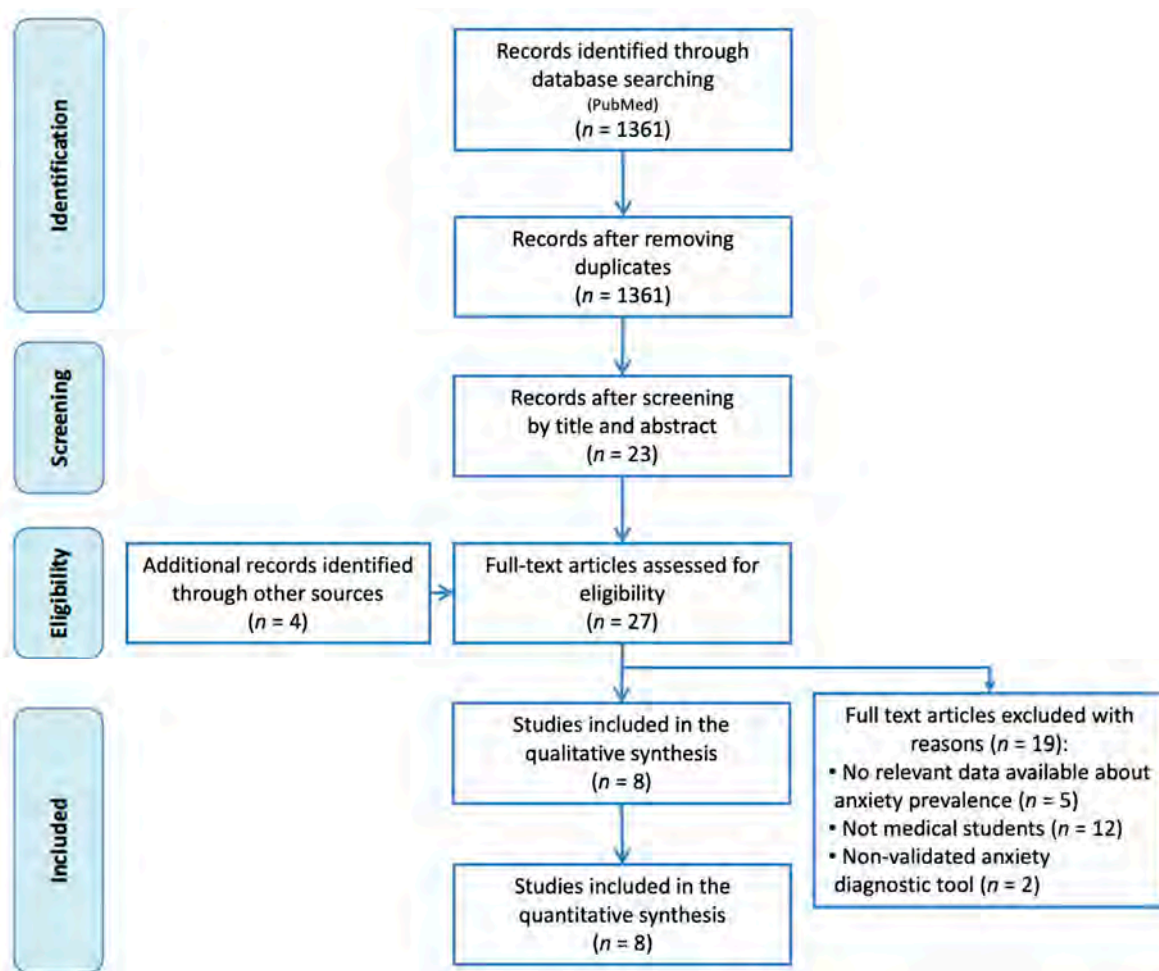 Identification
Records identified through
database searching
(PubMed)
(n = 1361)
Records after removing
duplicates
(n = 1361)
Screening
Records after screening
by title and abstract
(n = 23)
Eligibility
Additional records identified
through other sources
(n = 4)
Full-text articles assessed for
eligibility
(n = 27)
Included
Studies included in the
qualitative synthesis
(n = 8)
Full text articles excluded with
reasons (n = 19):
• No relevant data available about
anxiety prevalence (n = 5)
• Not medical students (n = 12)
• Non-validated anxiety
diagnostic tool (n = 2)
Studies included in the
quantitative synthesis
(n = 8)